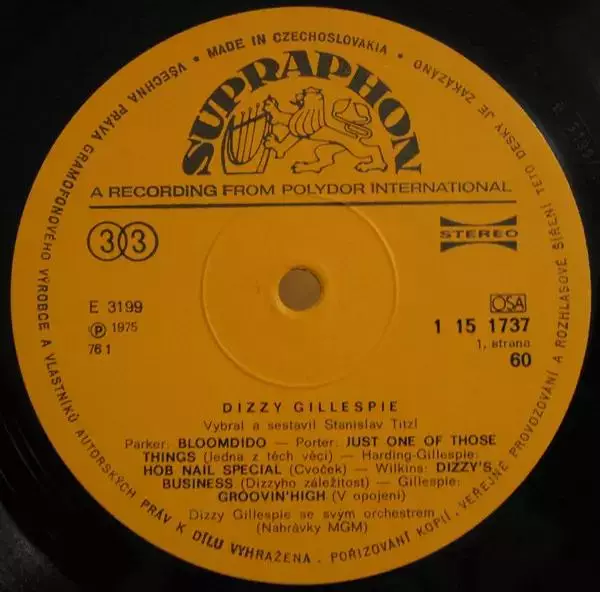 VŠECHNA PRÁVA GRAMOFONOVÉHO VÝROBCE A VLASTNÍKŮ AUTORSKÝCH PRÁV K DÍLU VYHRAŽENA. POŘIZOVÁNÍ KOPIÍ, VEŘEJNÉ PROVOZOVÁNÍ A ROZHLASOVÉ ŠÍŘENÍ TÉTO DESKY JE ZAKÁZÁNO • MADE IN CZECHOSLOVAKIA •
SUPRAPHON
A RECORDING FROM POLYDOR INTERNATIONAL
33
STEREO
E 3199
OSA
℗ 1975
1 15 1737
76 1
1. strana
60
DIZZY GILLESPIE
Vybral a sestavil Stanislav Titzl
Parker: BLOOMDIDO — Porter: JUST ONE OF THOSE
THINGS (Jedna z těch věcí) — Harding-Gillespie:
HOB NAIL SPECIAL (Cvoček) — Wilkins: DIZZY'S
BUSINESS (Dizzyho záležitost) — Gillespie:
GROOVIN'HIGH (V opojení)
Dizzy Gillespie se svým orchestrem
(Nahrávky MGM)